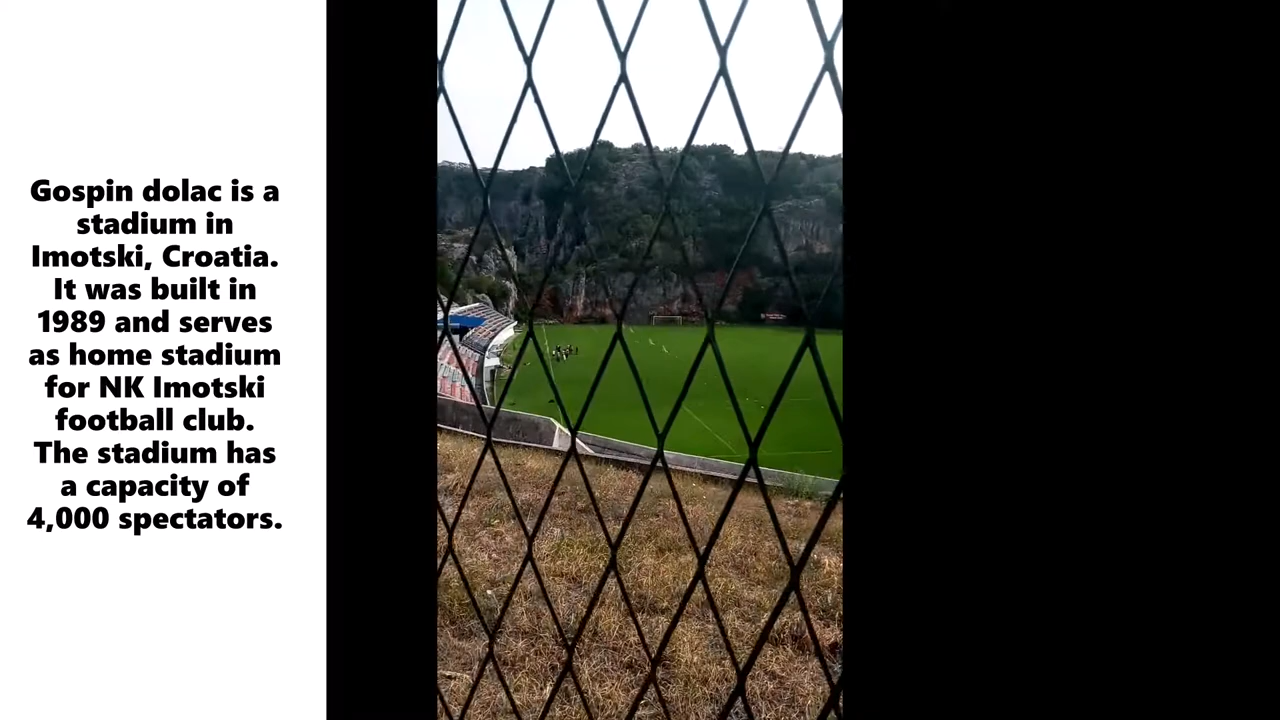 Gospin dolac is a
stadium in
Imotski, Croatia.
It was built in
1989 and serves
as home stadium
for NK Imotski
football club.
The stadium has
a capacity of
4,000 spectators.